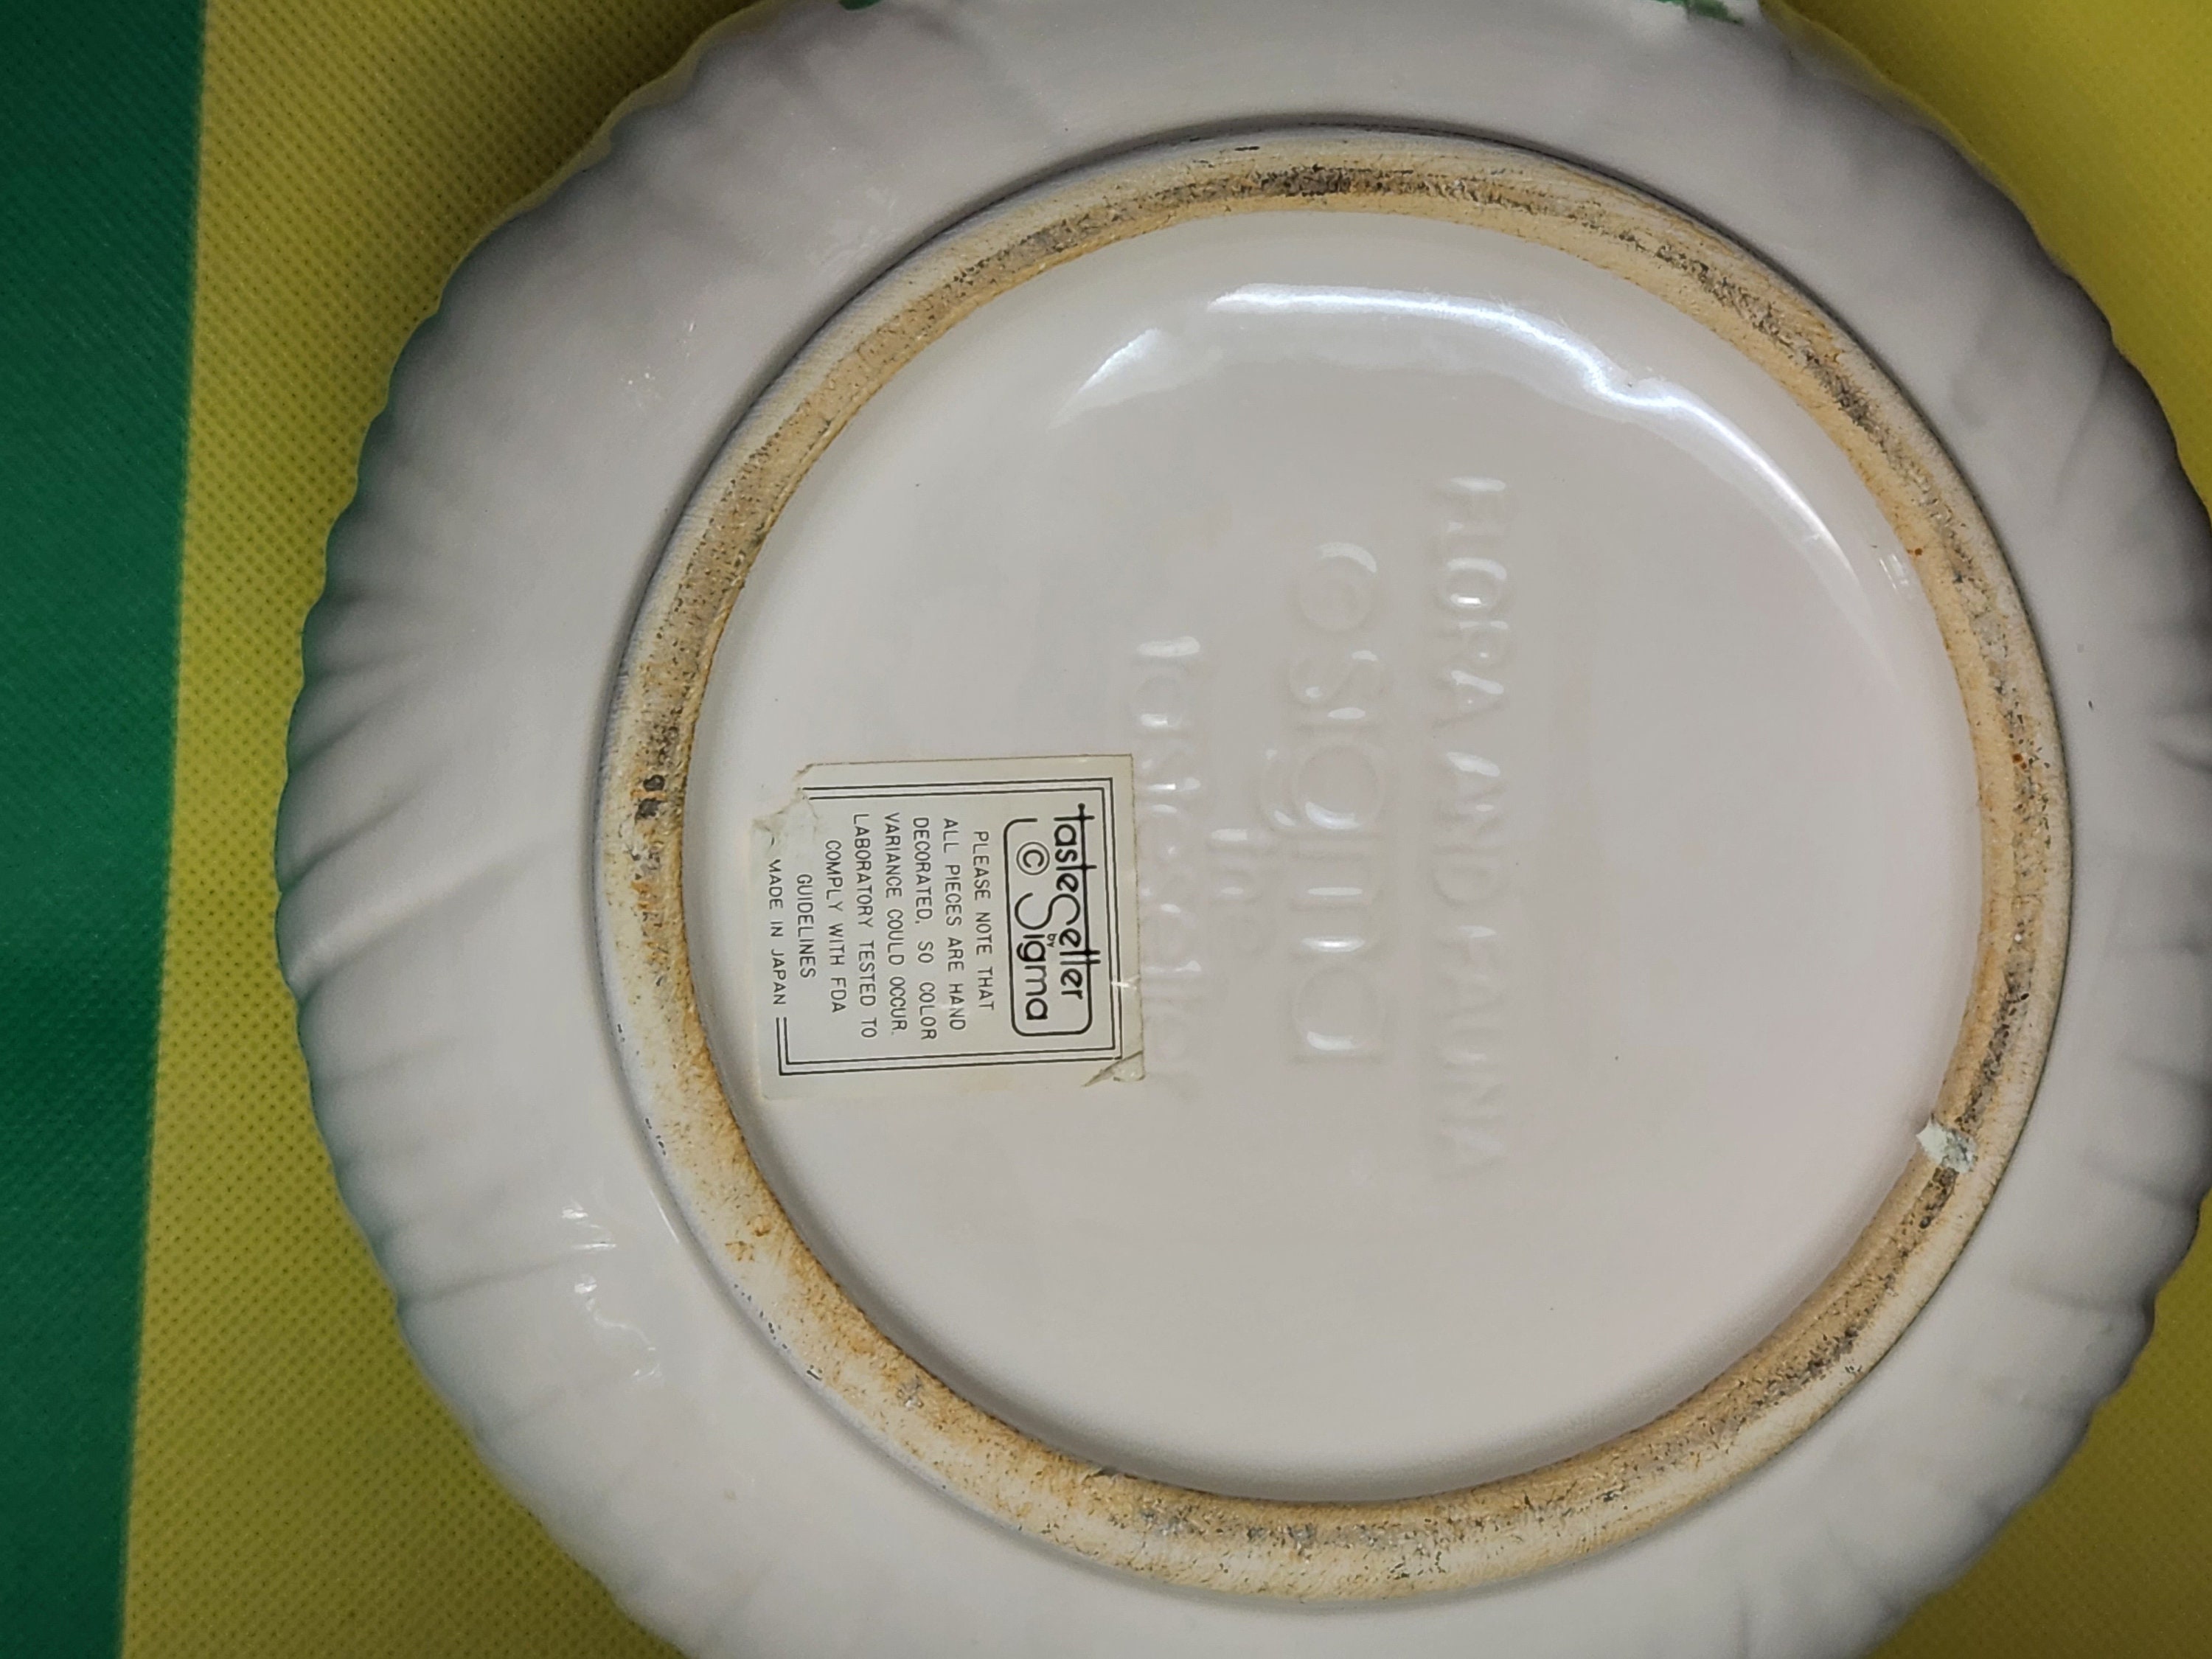 FLORA AND FAUNA
© Sigma
the
tastesetter
tasteSetter
by
© Sigma
PLEASE NOTE THAT
ALL PIECES ARE HAND
DECORATED, SO COLOR
VARIANCE COULD OCCUR.
LABORATORY TESTED TO
COMPLY WITH FDA
GUIDELINES
MADE IN JAPAN